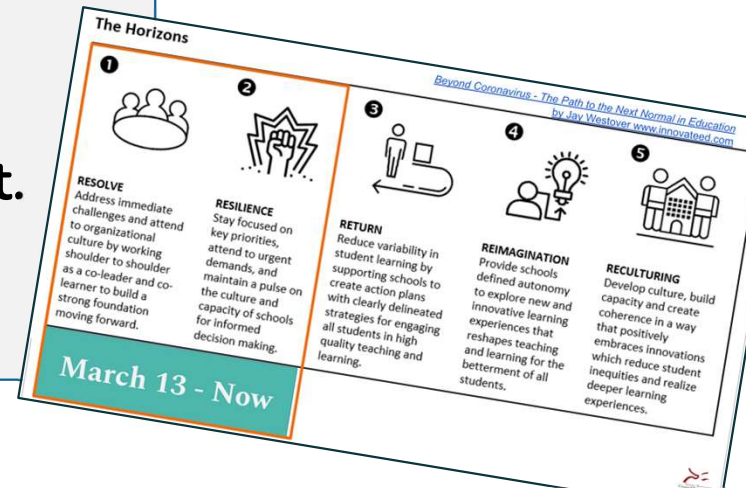 t.
The Horizons
Beyond Coronavirus - The Path to the Next Normal in Education
by Jay Westover www.innovateed.com
1
RESOLVE
Address immediate
challenges and attend
to organizational
culture by working
shoulder to shoulder
as a co-leader and co-
learner to build a
strong foundation
moving forward.
2
RESILIENCE
Stay focused on
key priorities,
attend to urgent
demands, and
maintain a pulse on
the culture and
capacity of schools
for informed
decision making.
3
RETURN
Reduce variability in
student learning by
supporting schools to
create action plans
with clearly delineated
strategies for engaging
all students in high
quality teaching and
learning.
4
REIMAGINATION
Provide schools
defined autonomy
to explore new and
innovative learning
experiences that
reshapes teaching
and learning for the
betterment of all
students.
5
RECULTURING
Develop culture, build
capacity and create
coherence in a way
that positively
embraces innovations
which reduce student
inequities and realize
deeper learning
experiences.
March 13 - Now